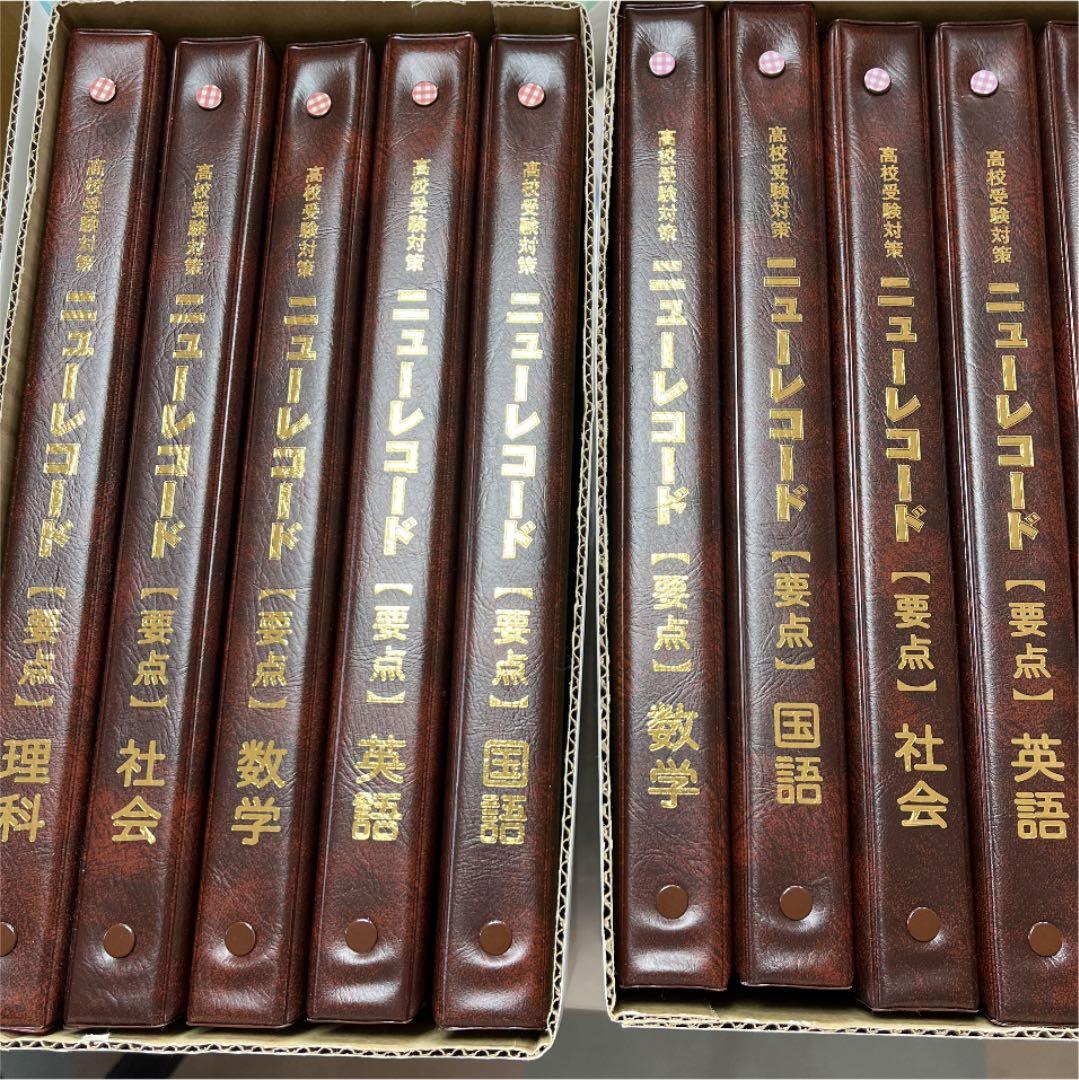 高校受験対策 ニューレコード【要点】理科
高校受験対策 ニューレコード【要点】社会
高校受験対策 ニューレコード【要点】数学
高校受験対策 ニューレコード【要点】英語
高校受験対策 ニューレコード【要点】国語
高校受験対策 ニューレコード【要点】数学
高校受験対策 ニューレコード【要点】国語
高校受験対策 ニューレコード【要点】社会
高校受験対策 ニューレコード【要点】英語